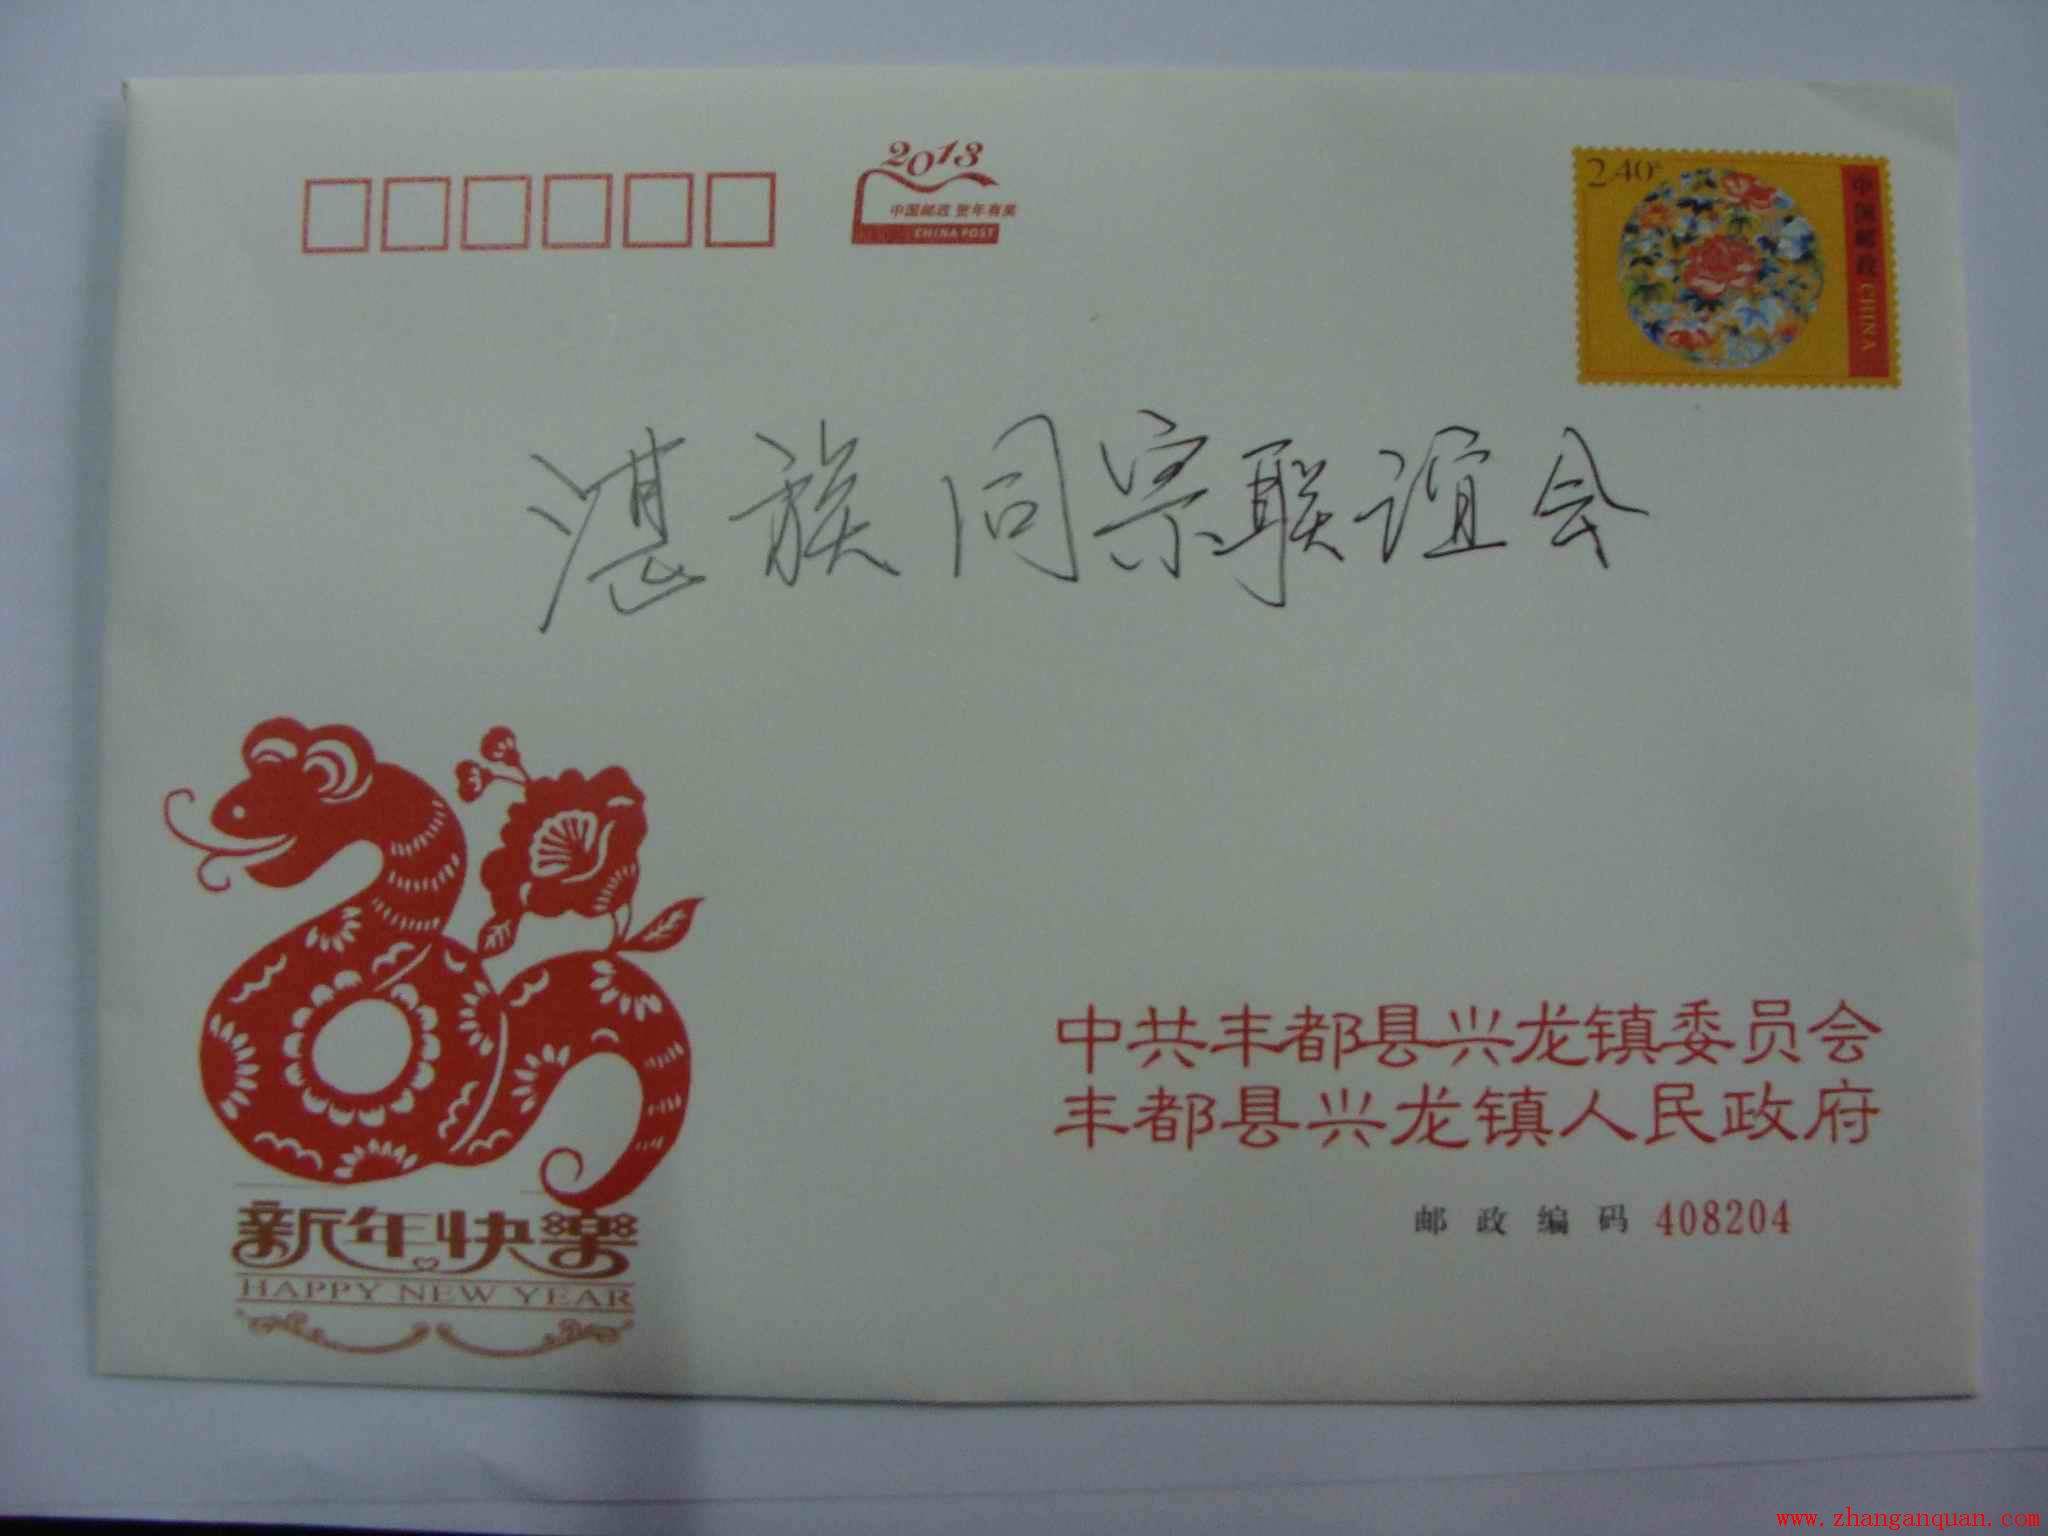 2013
中国邮政 贺年有奖
CHINA POST
2.40元
中国邮政 CHINA
湛族同宗联谊会
中共丰都县兴龙镇委员会
丰都县兴龙镇人民政府
邮政编码 408204
新年快樂
HAPPY NEW YEAR
www.zhanganquan.com